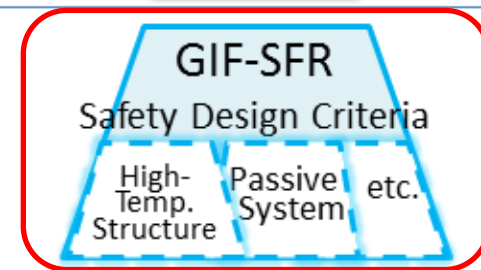 GIF-SFR
Safety Design Criteria
High-
Temp.
Structure
Passive
System
etc.